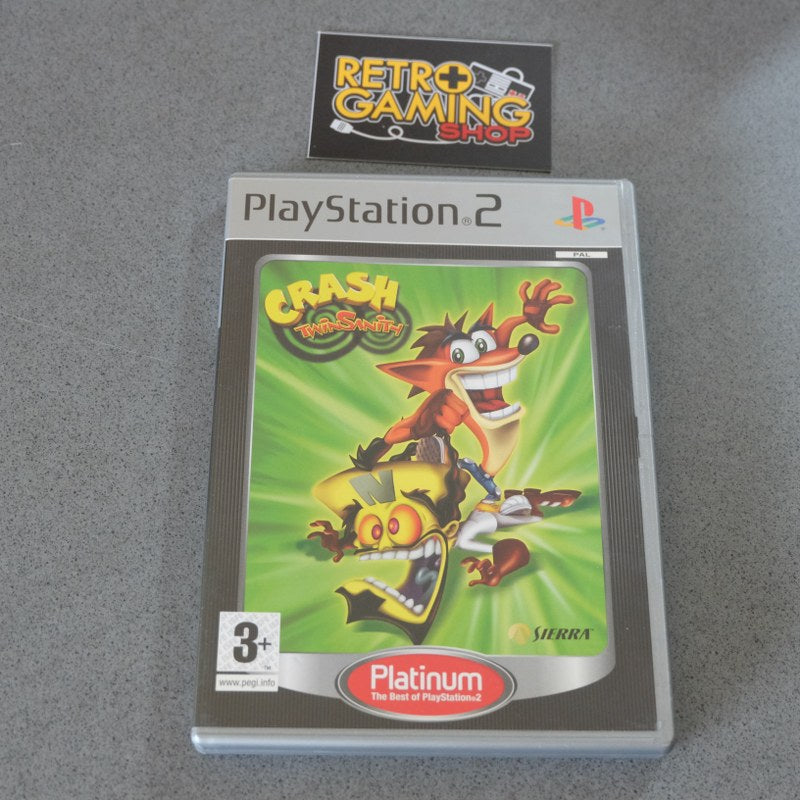 RETRO
GAMING
SHOP
PlayStation®2
PAL
CRASH
TWINSANITY
N
SIERRA
3+
www.pegi.info
Platinum
The Best of PlayStation®2